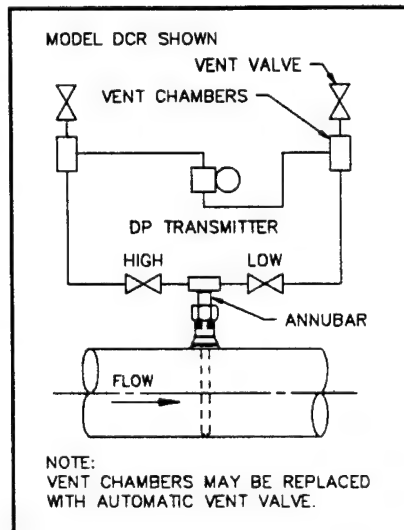 MODEL DCR SHOWN
VENT VALVE
VENT CHAMBERS
DP TRANSMITTER
HIGH
LOW
ANNUBAR
FLOW
NOTE:
VENT CHAMBERS MAY BE REPLACED
WITH AUTOMATIC VENT VALVE.